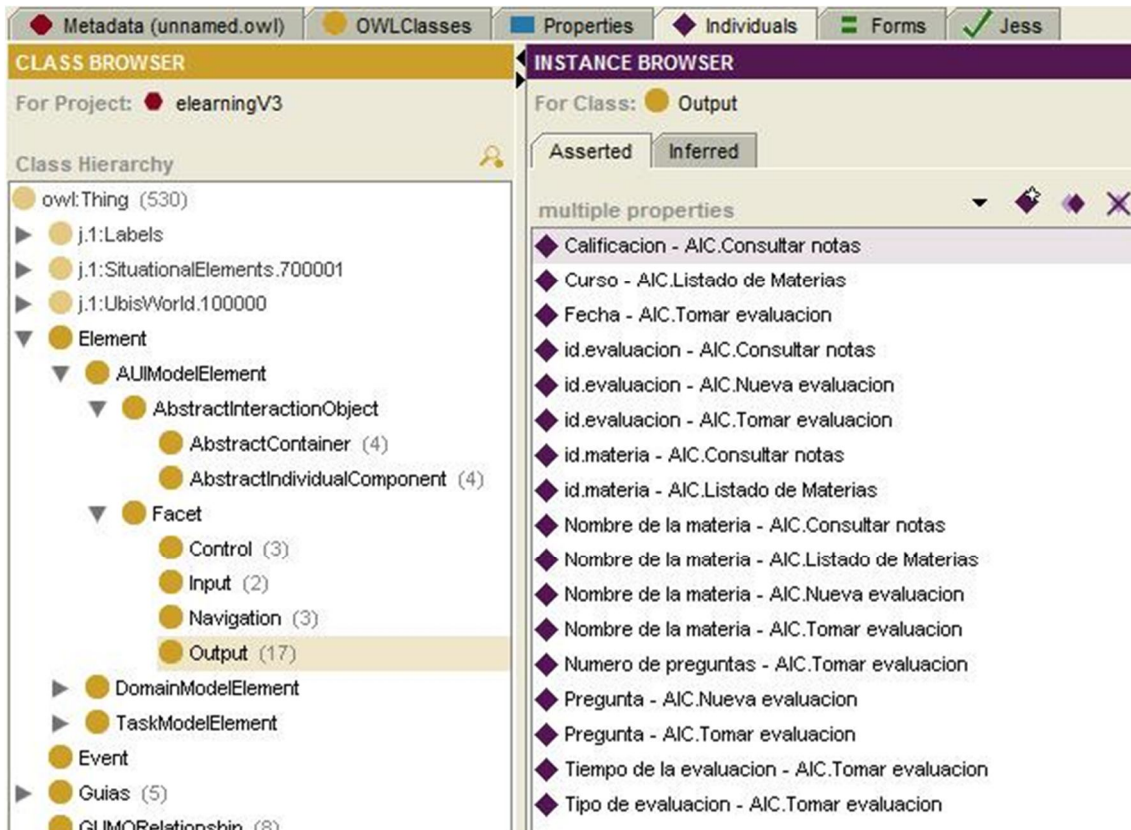 Metadata (unnamed.owl)
OWLClasses
Properties
Individuals
Forms
Jess
CLASS BROWSER
For Project: elearningV3
Class Hierarchy
owl:Thing (530)
j.1:Labels
j.1:SituationalElements.700001
j.1:UbisWorld.100000
Element
AUIModelElement
AbstractInteractionObject
AbstractContainer (4)
AbstractIndividualComponent (4)
Facet
Control (3)
Input (2)
Navigation (3)
Output (17)
DomainModelElement
TaskModelElement
Event
Guias (5)
GUMORelationship (8)
INSTANCE BROWSER
For Class: Output
Asserted
Inferred
multiple properties
Calificacion - AIC.Consultar notas
Curso - AIC.Listado de Materias
Fecha - AIC.Tomar evaluacion
id.evaluacion - AIC.Consultar notas
id.evaluacion - AIC.Nueva evaluacion
id.evaluacion - AIC.Tomar evaluacion
id.materia - AIC.Consultar notas
id.materia - AIC.Listado de Materias
Nombre de la materia - AIC.Consultar notas
Nombre de la materia - AIC.Listado de Materias
Nombre de la materia - AIC.Nueva evaluacion
Nombre de la materia - AIC.Tomar evaluacion
Numero de preguntas - AIC.Tomar evaluacion
Pregunta - AIC.Nueva evaluacion
Pregunta - AIC.Tomar evaluacion
Tiempo de la evaluacion - AIC.Tomar evaluacion
Tipo de evaluacion - AIC.Tomar evaluacion